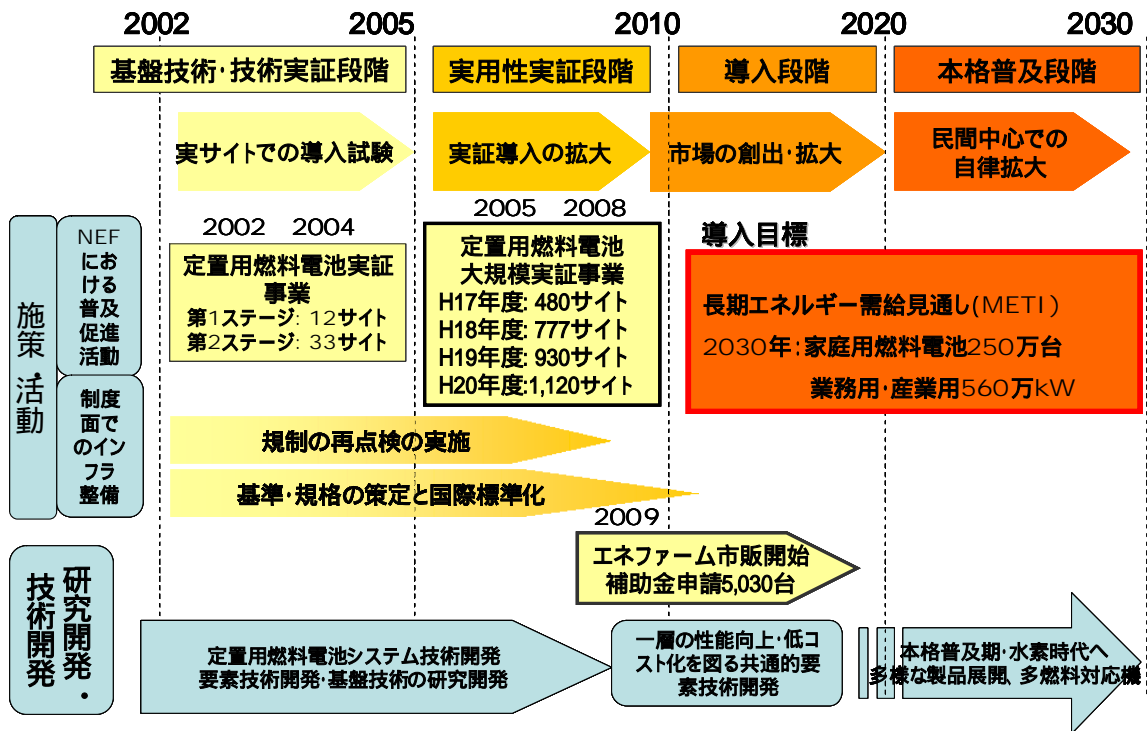 2002 2005 2010 2020 2030
基盤技術・技術実証段階
実用性実証段階
導入段階
本格普及段階
実サイトでの導入試験
実証導入の拡大
市場の創出・拡大
民間中心での
自律拡大
施策・活動
NEF
にお
ける
普及
促進
活動
2002 2004
定置用燃料電池実証
事業
第1ステージ: 12サイト
第2ステージ: 33サイト
2005 2008
定置用燃料電池
大規模実証事業
H17年度: 480サイト
H18年度: 777サイト
H19年度: 930サイト
H20年度:1,120サイト
導入目標
長期エネルギー需給見通し(METI)
2030年:家庭用燃料電池250万台
業務用・産業用560万kW
制度
面で
のイン
フラ
整備
規制の再点検の実施
基準・規格の策定と国際標準化
2009
エネファーム市販開始
補助金申請5,030台
研究開発・
技術開発
定置用燃料電池システム技術開発
要素技術開発・基盤技術の研究開発
一層の性能向上・低コ
スト化を図る共通的要
素技術開発
本格普及期・水素時代へ
多様な製品展開、多燃料対応機